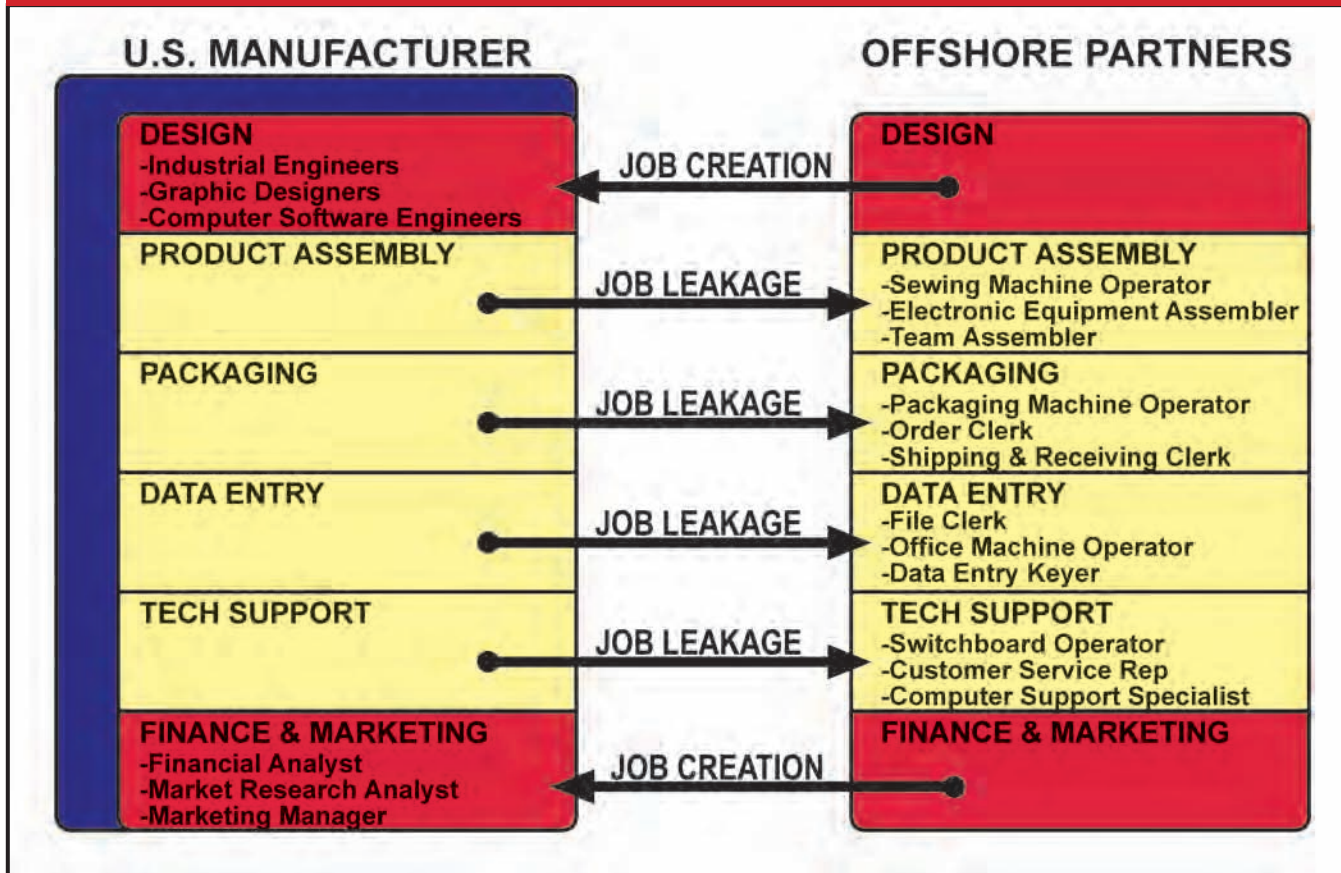 U.S. MANUFACTURER
DESIGN
-Industrial Engineers
-Graphic Designers
-Computer Software Engineers
PRODUCT ASSEMBLY
PACKAGING
DATA ENTRY
TECH SUPPORT
FINANCE & MARKETING
-Financial Analyst
-Market Research Analyst
-Marketing Manager
JOB CREATION
JOB LEAKAGE
JOB LEAKAGE
JOB LEAKAGE
JOB LEAKAGE
JOB CREATION
OFFSHORE PARTNERS
DESIGN
PRODUCT ASSEMBLY
-Sewing Machine Operator
-Electronic Equipment Assembler
-Team Assembler
PACKAGING
-Packaging Machine Operator
-Order Clerk
-Shipping & Receiving Clerk
DATA ENTRY
-File Clerk
-Office Machine Operator
-Data Entry Keyer
TECH SUPPORT
-Switchboard Operator
-Customer Service Rep
-Computer Support Specialist
FINANCE & MARKETING